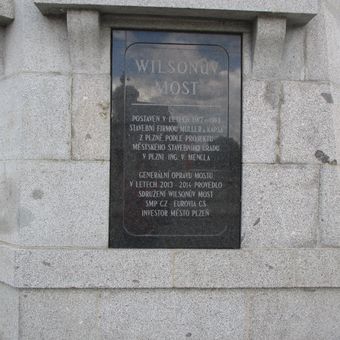 WILSONŮV
MOST
POSTAVEN V LETECH 1912 - 1913
STAVEBNÍ FIRMOU MÜLLER a KAPSA
Z PLZNĚ PODLE PROJEKTU
MĚSTSKÉHO STAVEBNÍHO ÚŘADU
V PLZNI ING. V. MENCLA
GENERÁLNÍ OPRAVU MOSTU
V LETECH 2013 - 2014 PROVEDLO
SDRUŽENÍ WILSONŮV MOST
SMP CZ - EUROVIA CS
INVESTOR MĚSTO PLZEŇ